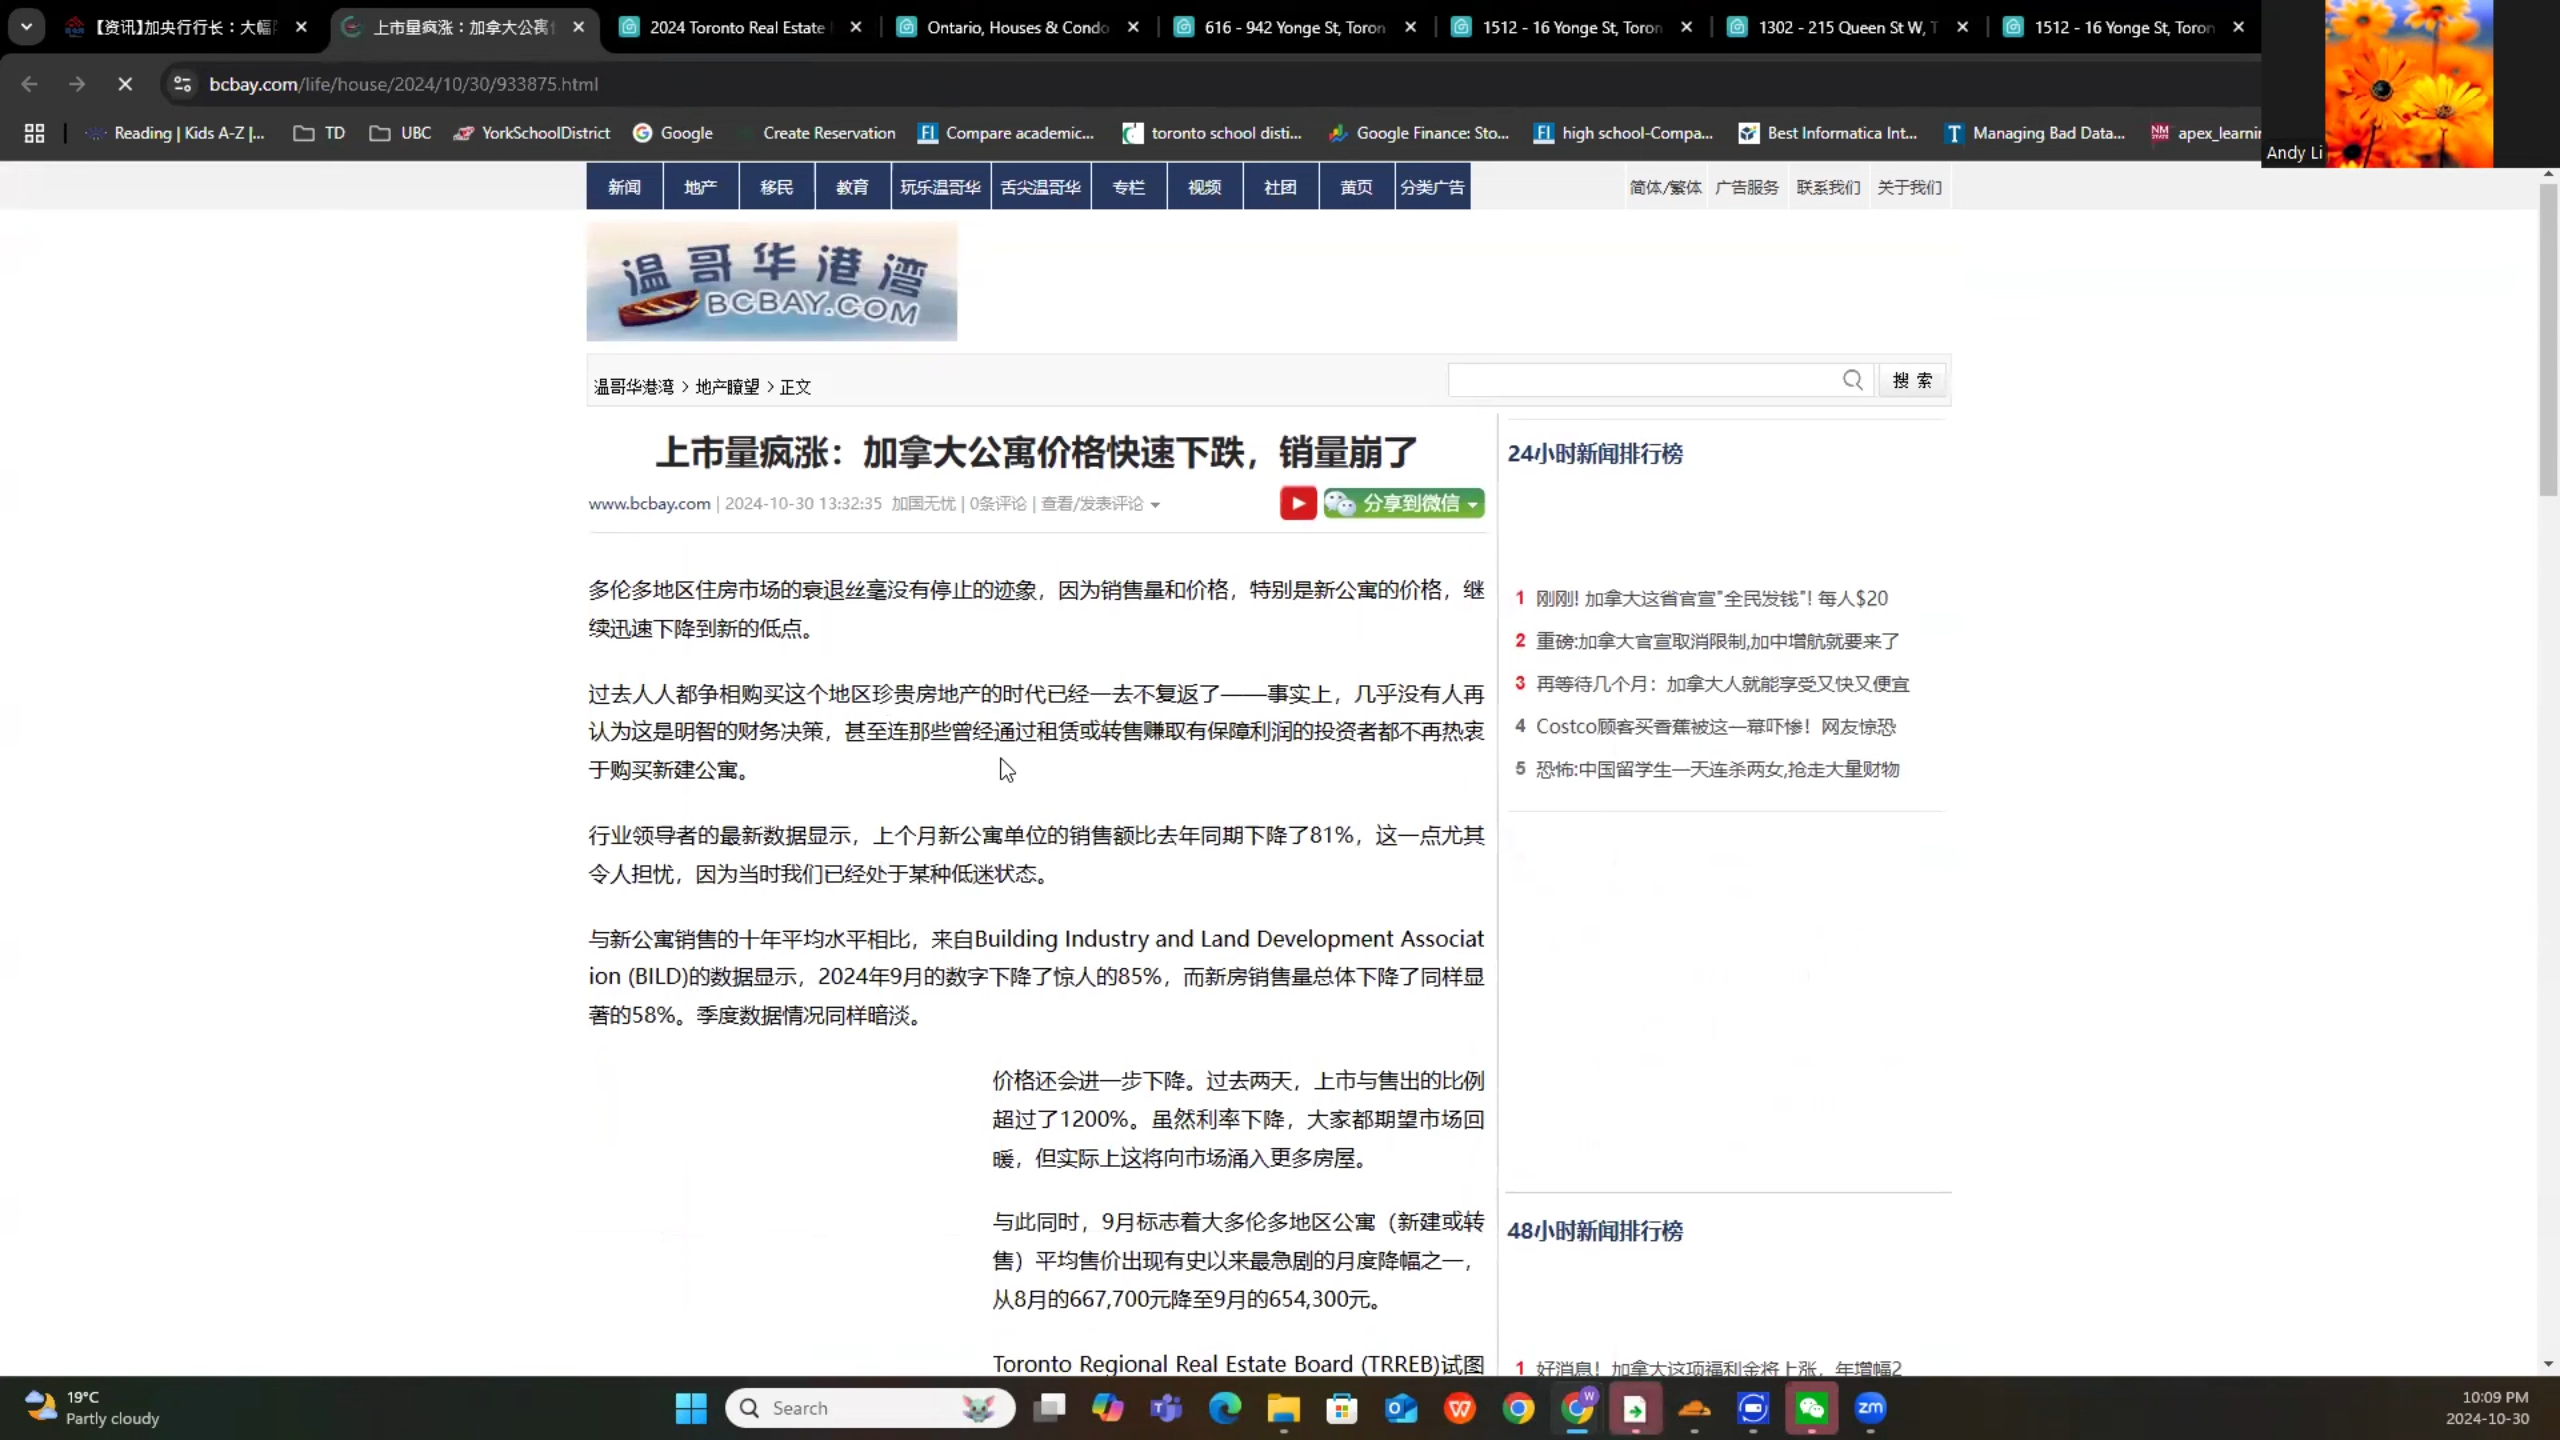 【资讯】加央行行长：大幅
上市量疯涨：加拿大公寓
2024 Toronto Real Estate
Ontario, Houses & Condo
616 - 942 Yonge St, Toron
1512 - 16 Yonge St, Toron
1302 - 215 Queen St W, T
1512 - 16 Yonge St, Toron
bcbay.com/life/house/2024/10/30/933875.html
Reading | Kids A-Z |...
TD
UBC
YorkSchoolDistrict
Google
Create Reservation
Compare academic...
toronto school disti...
Google Finance: Sto...
high school-Compa...
Best Informatica Int...
Managing Bad Data...
apex_learni
Andy Li
新闻 地产 移民 教育 玩乐温哥华 舌尖温哥华 专栏 视频 社团 黄页 分类广告
简体/繁体 广告服务 联系我们 关于我们
温哥华港湾
BCBAY.COM
温哥华港湾 > 地产瞭望 > 正文
搜 索
上市量疯涨：加拿大公寓价格快速下跌，销量崩了
www.bcbay.com | 2024-10-30 13:32:35 加国无忧 | 0条评论 | 查看/发表评论
分享到微信
多伦多地区住房市场的衰退丝毫没有停止的迹象，因为销售量和价格，特别是新公寓的价格，继
续迅速下降到新的低点。
过去人人都争相购买这个地区珍贵房地产的时代已经一去不复返了——事实上，几乎没有人再
认为这是明智的财务决策，甚至连那些曾经通过租赁或转售赚取有保障利润的投资者都不再热衷
于购买新建公寓。
行业领导者的最新数据显示，上个月新公寓单位的销售额比去年同期下降了81%，这一点尤其
令人担忧，因为当时我们已经处于某种低迷状态。
与新公寓销售的十年平均水平相比，来自Building Industry and Land Development Associat
ion (BILD)的数据显示，2024年9月的数字下降了惊人的85%，而新房销售量总体下降了同样显
著的58%。季度数据情况同样暗淡。
价格还会进一步下降。过去两天，上市与售出的比例
超过了1200%。虽然利率下降，大家都期望市场回
暖，但实际上这将向市场涌入更多房屋。
与此同时，9月标志着大多伦多地区公寓（新建或转
售）平均售价出现有史以来最急剧的月度降幅之一，
从8月的667,700元降至9月的654,300元。
Toronto Regional Real Estate Board (TRREB)试图
24小时新闻排行榜
1 刚刚! 加拿大这省官宣"全民发钱"! 每人$20
2 重磅:加拿大官宣取消限制,加中增航就要来了
3 再等待几个月：加拿大人就能享受又快又便宜
4 Costco顾客买香蕉被这一幕吓惨！网友惊恐
5 恐怖:中国留学生一天连杀两女,抢走大量财物
48小时新闻排行榜
1 好消息！加拿大这项福利金将上涨，年增幅2
19°C
Partly cloudy
Search
10:09 PM
2024-10-30